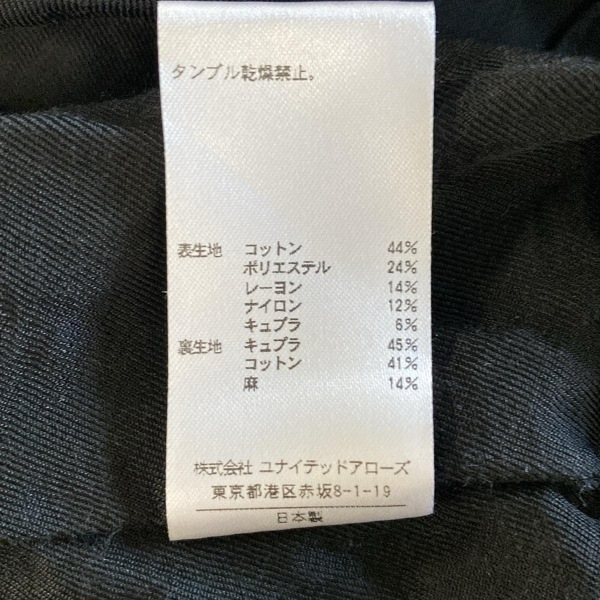 タンブル乾燥禁止。
表生地 コットン 44%
ポリエステル 24%
レーヨン 14%
ナイロン 12%
キュプラ 6%
裏生地 キュプラ 45%
コットン 41%
麻 14%
株式会社 ユナイテッドアローズ
東京都港区赤坂8-1-19
日本製